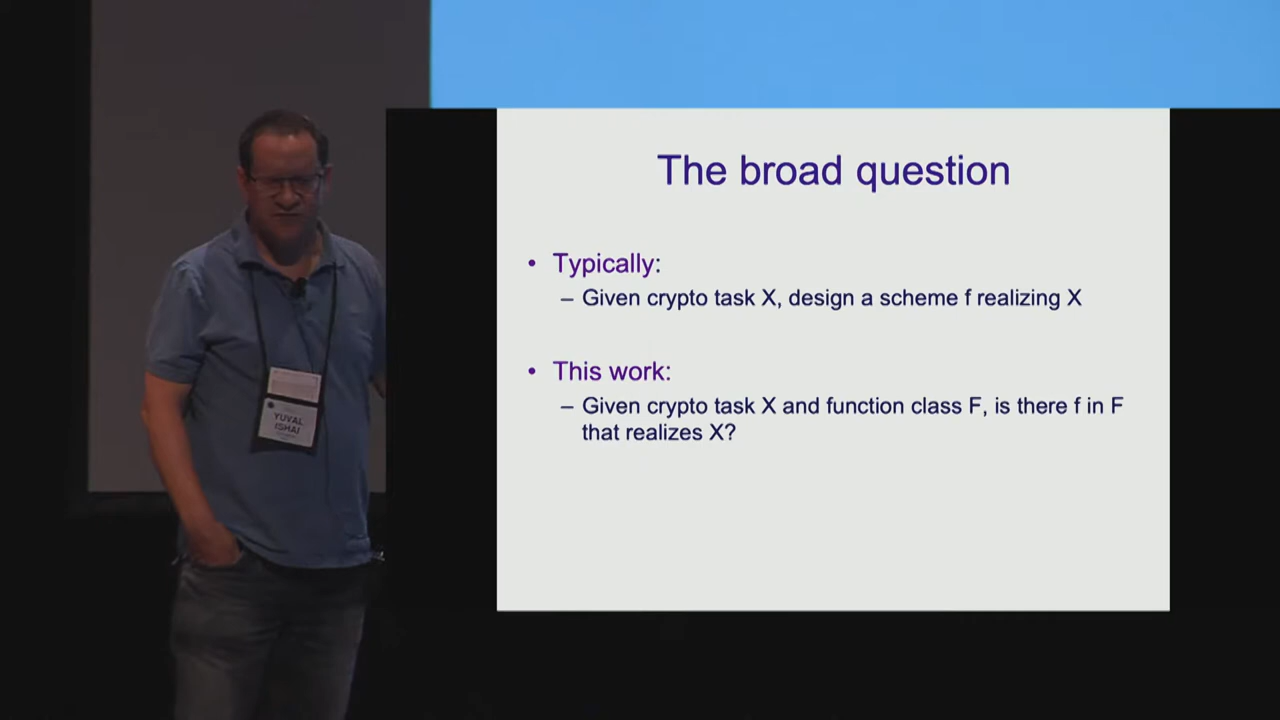 The broad question
• Typically:
– Given crypto task X, design a scheme f realizing X
• This work:
– Given crypto task X and function class F, is there f in F
that realizes X?
YUVAL
ISHAI